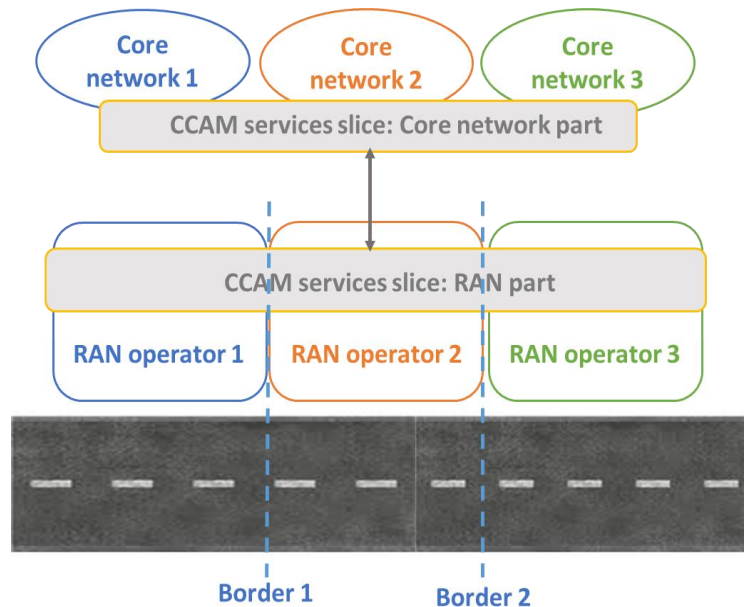 Core
network 1
Core
network 2
Core
network 3
CCAM services slice: Core network part
CCAM services slice: RAN part
RAN operator 1
RAN operator 2
RAN operator 3
Border 1
Border 2